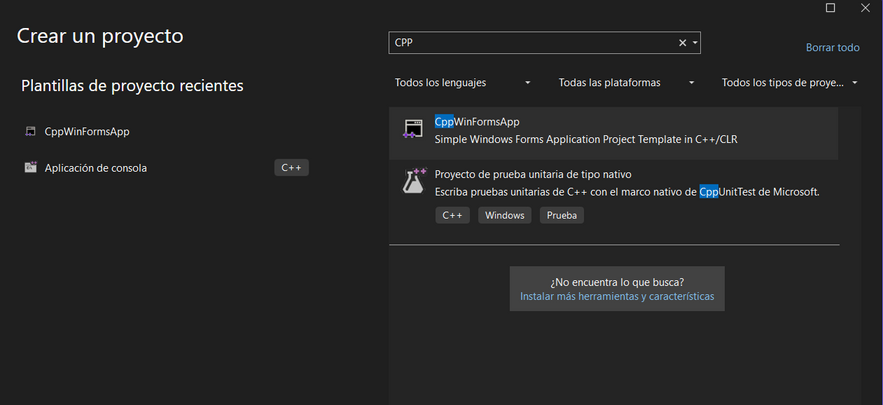 Crear un proyecto
CPP
Borrar todo
Plantillas de proyecto recientes
Todos los lenguajes
Todas las plataformas
Todos los tipos de proye...
CppWinFormsApp
Aplicación de consola
C++
CppWinFormsApp
Simple Windows Forms Application Project Template in C++/CLR
Proyecto de prueba unitaria de tipo nativo
Escriba pruebas unitarias de C++ con el marco nativo de CppUnitTest de Microsoft.
C++
Windows
Prueba
¿No encuentra lo que busca?
Instalar más herramientas y características